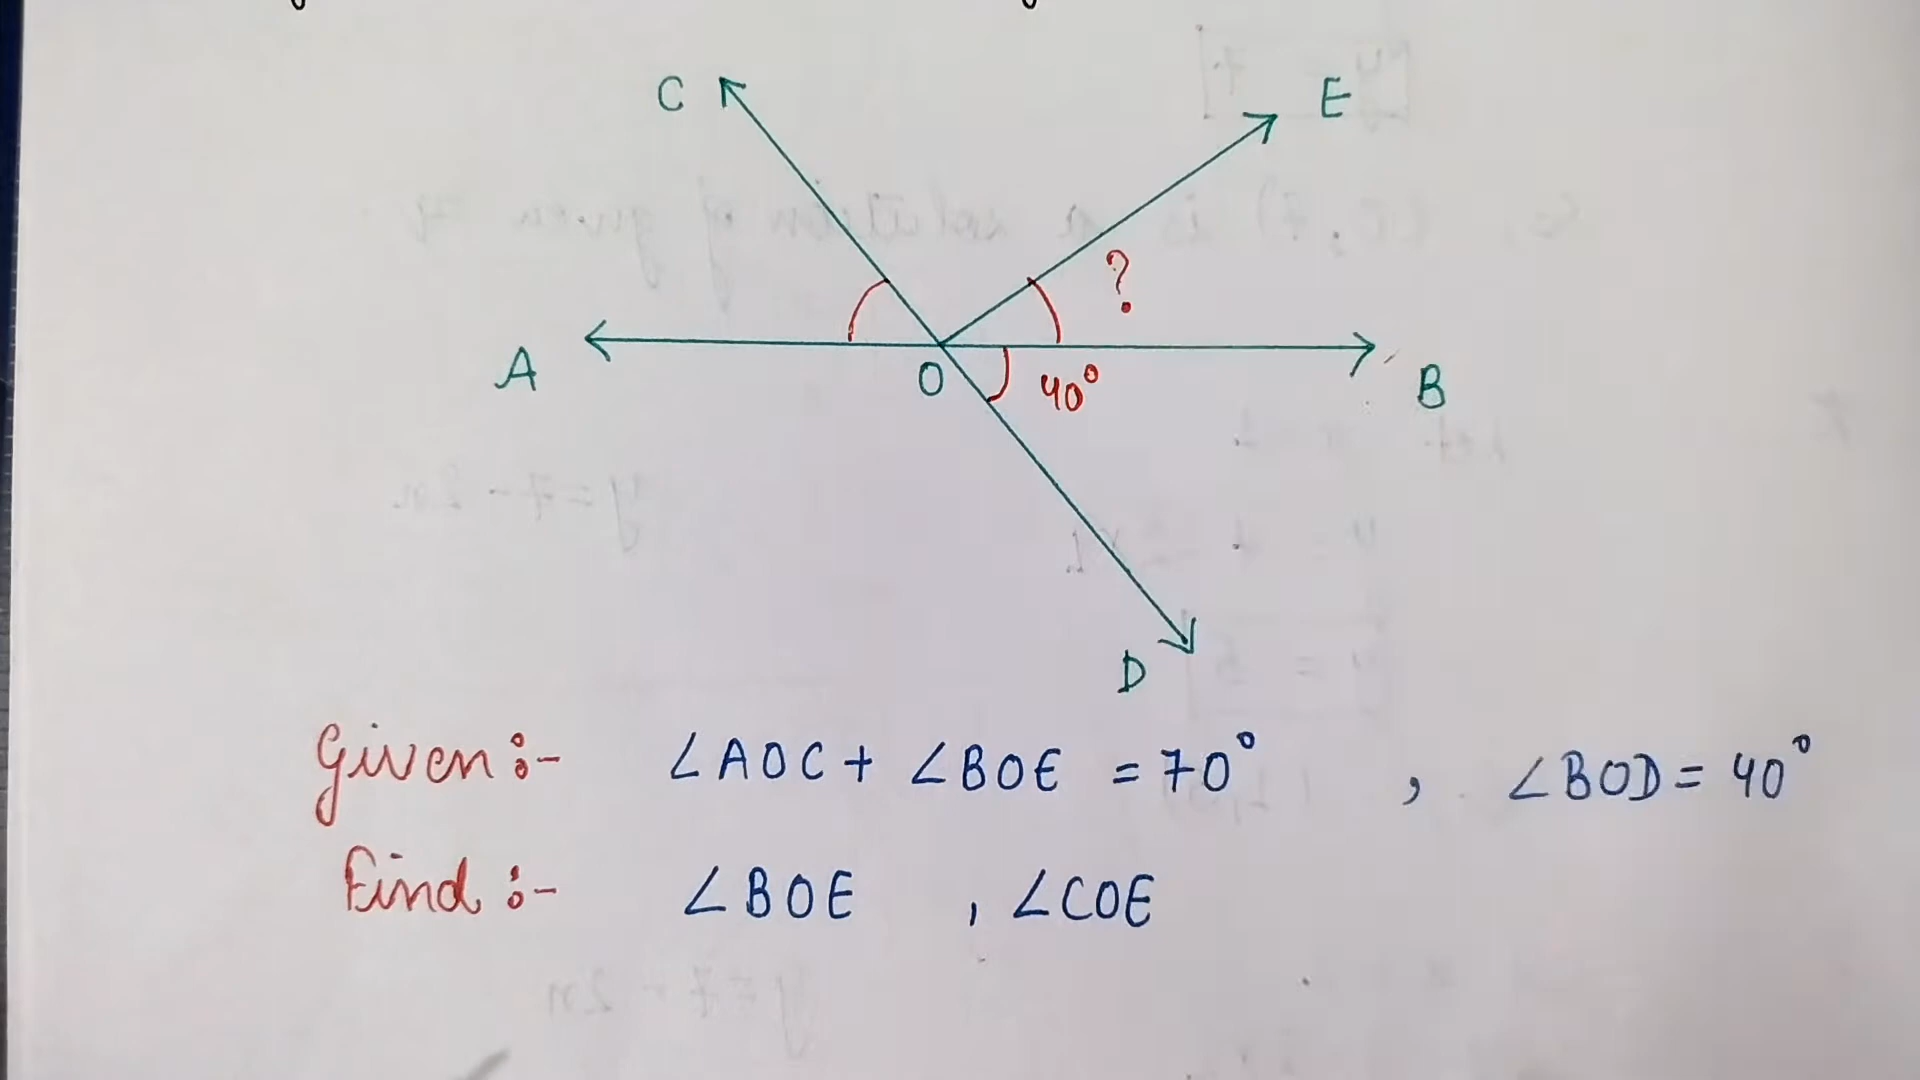 C E
?
A O 40° B
D
Given :- ∠AOC + ∠BOE = 70° , ∠BOD = 40°
Find :- ∠BOE , ∠COE